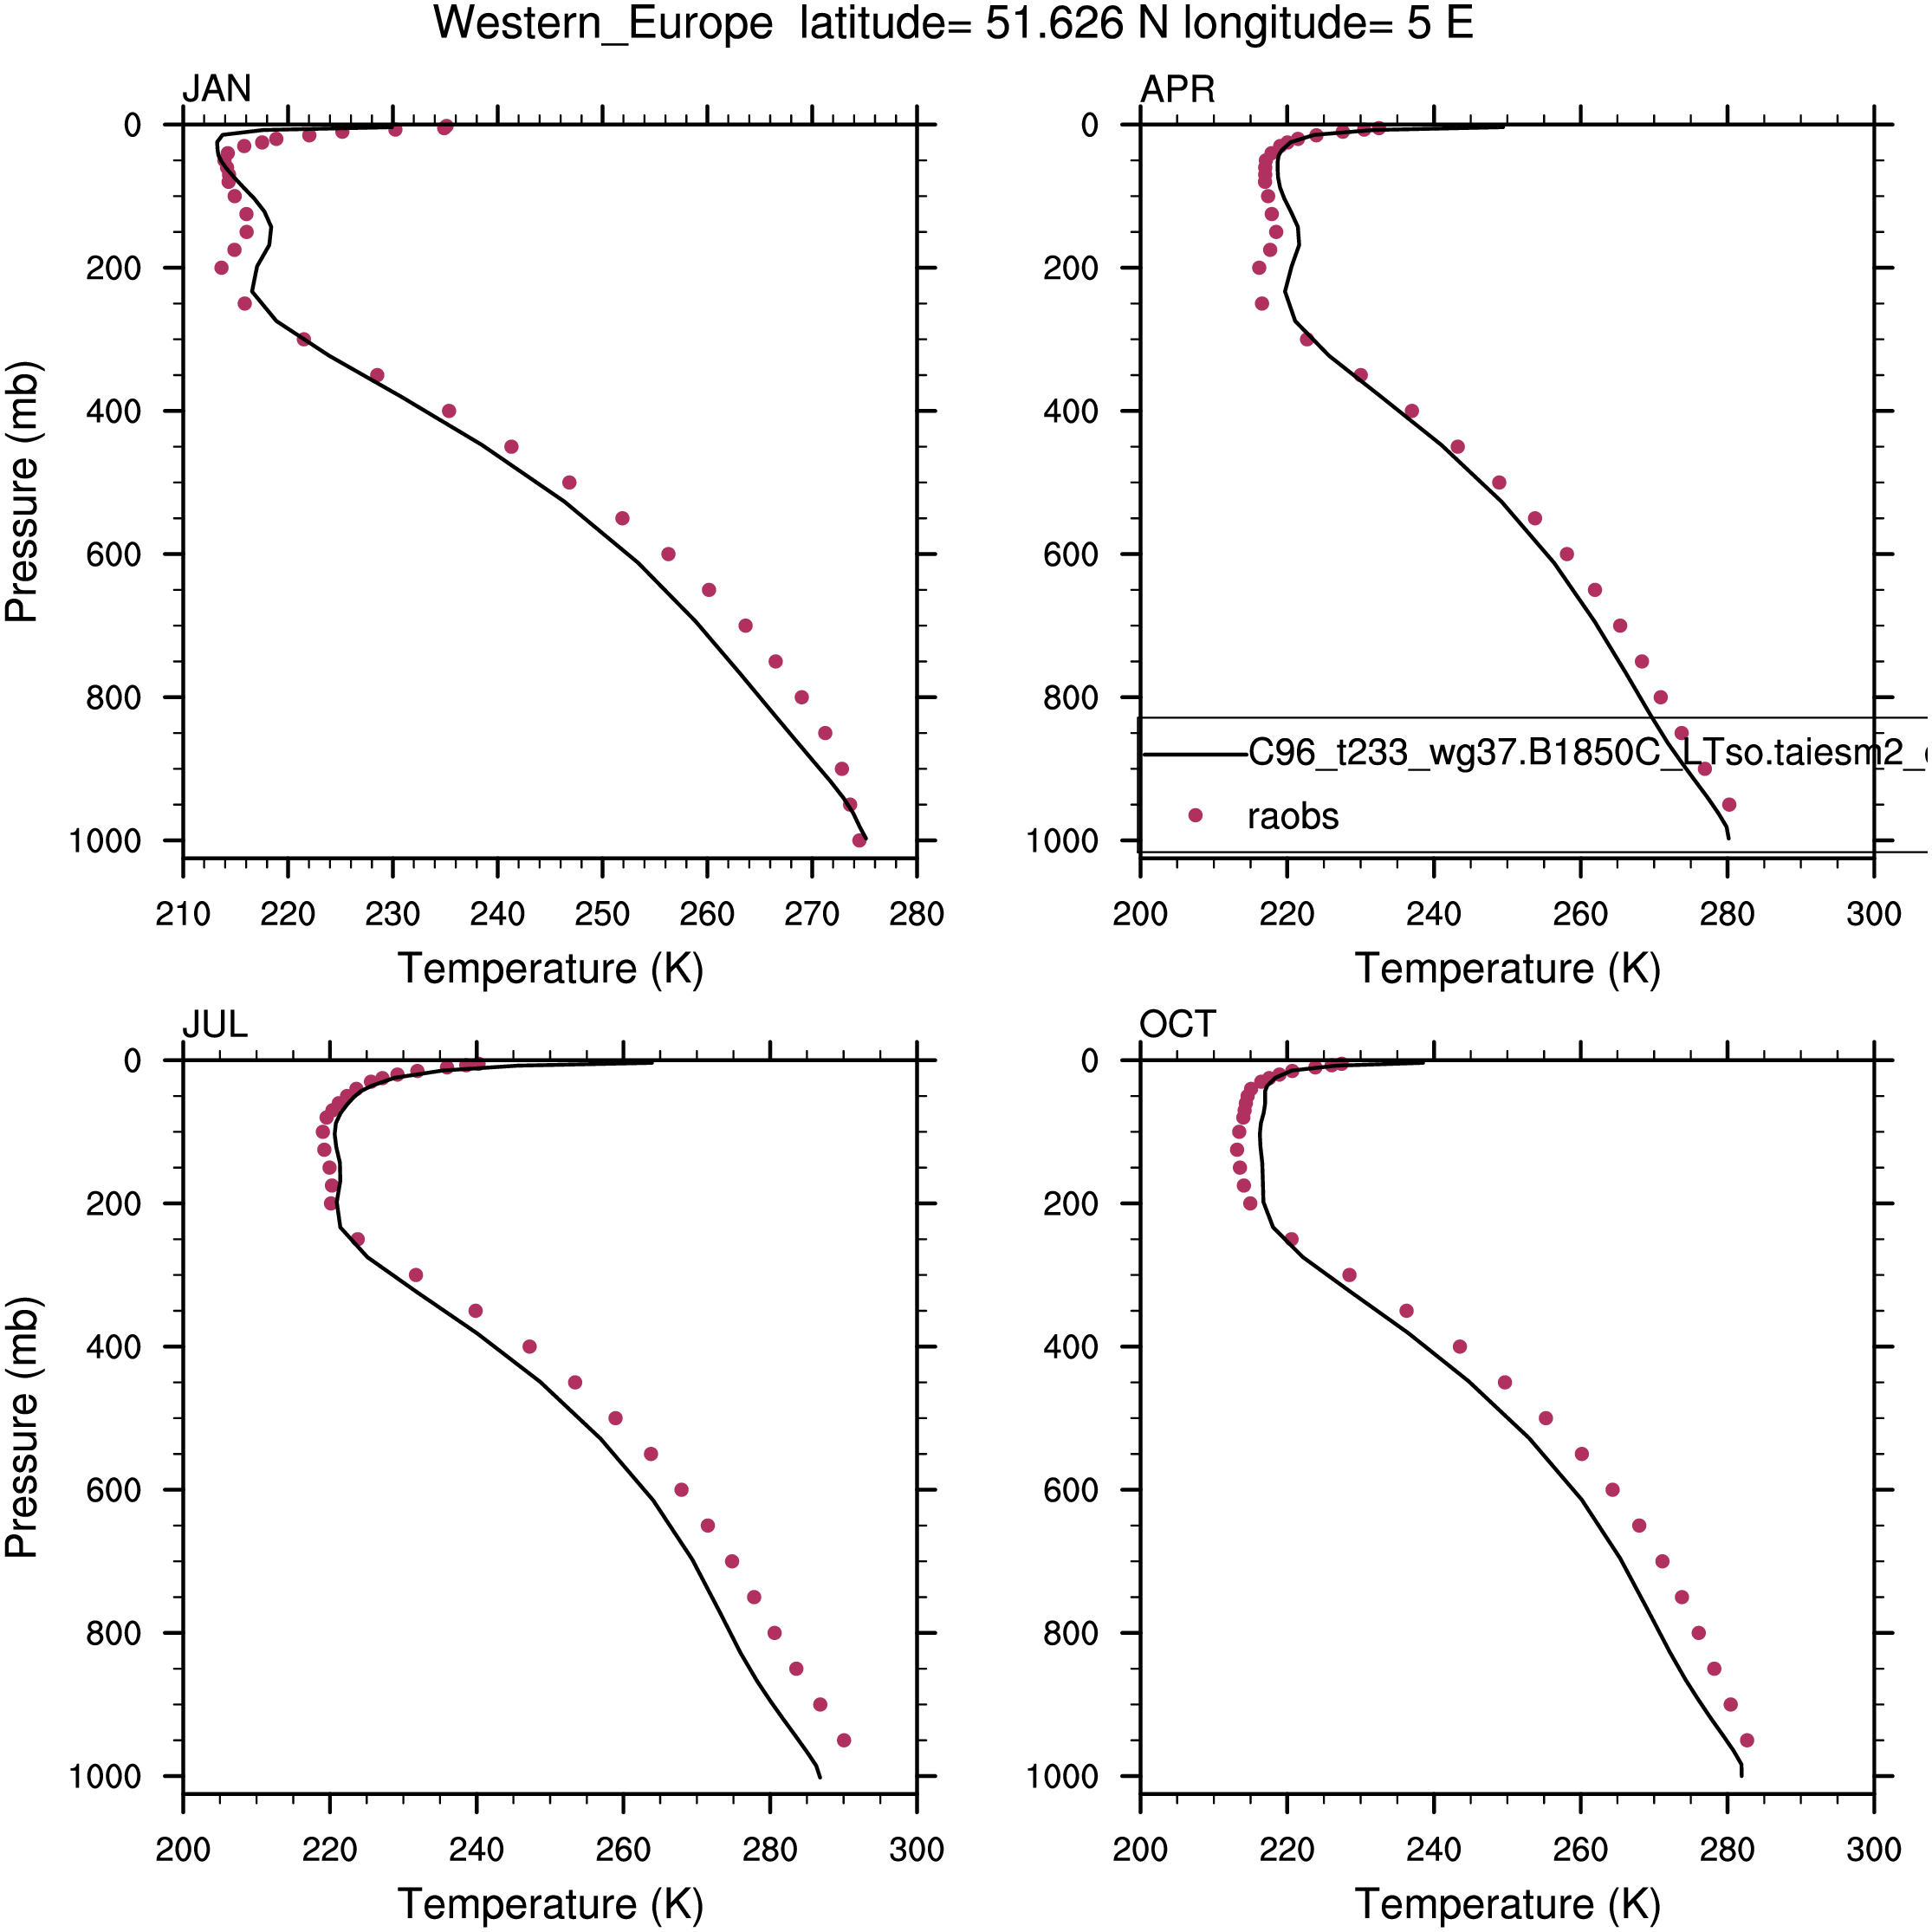 Western_Europe latitude= 51.626 N longitude= 5 E
JAN
0
200
400
600
800
1000
210 220 230 240 250 260 270 280
Pressure (mb)
Temperature (K)
APR
0
200
400
600
800
1000
C96_t233_wg37.B1850C_LTso.taiesm2_
raobs
200 220 240 260 280 300
Temperature (K)
JUL
0
200
400
600
800
1000
200 220 240 260 280 300
Pressure (mb)
Temperature (K)
OCT
0
200
400
600
800
1000
200 220 240 260 280 300
Temperature (K)